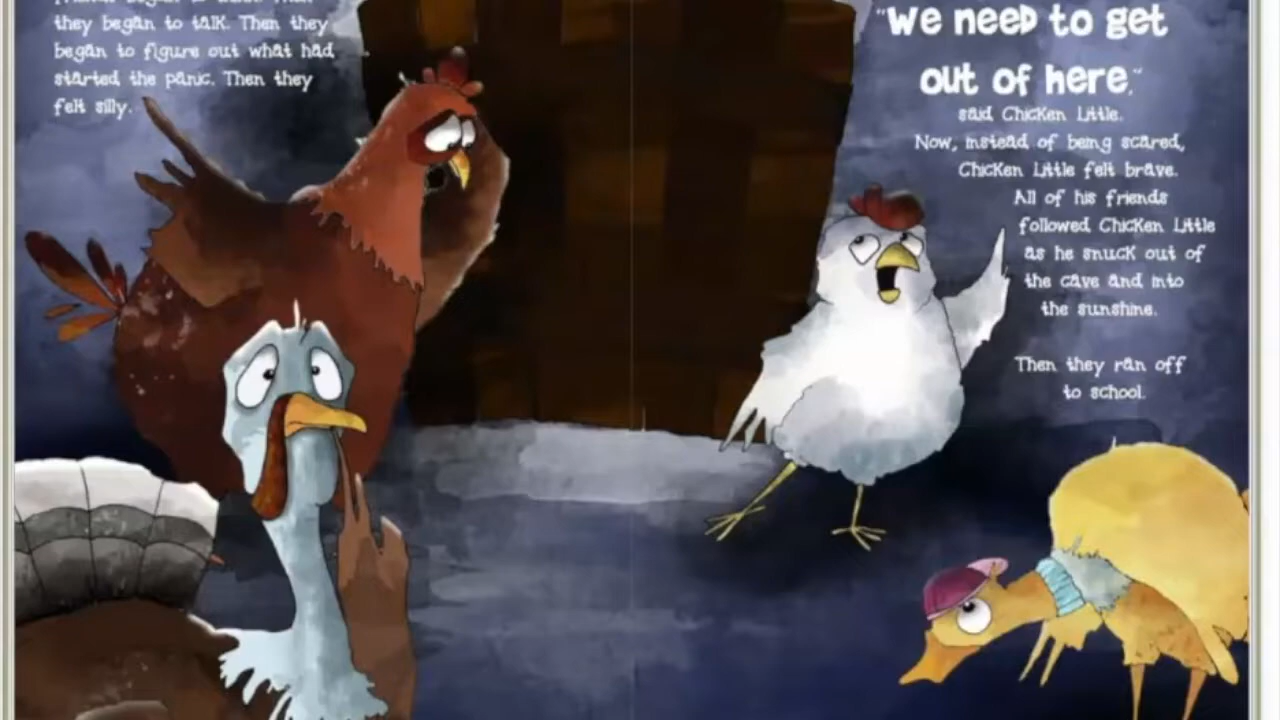 they began to talk. Then they
began to figure out what had
started the panic. Then they
felt silly.
"We need to get
out of here,"
said Chicken Little.
Now, instead of being scared,
Chicken Little felt brave.
All of his friends
followed Chicken Little
as he snuck out of
the cave and into
the sunshine.
Then they ran off
to school.